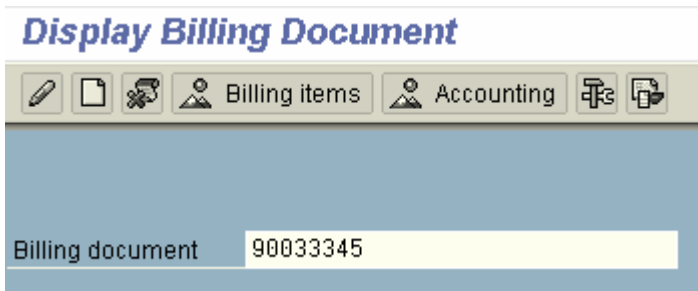 Display Billing Document
Billing items Accounting
Billing document 90033345